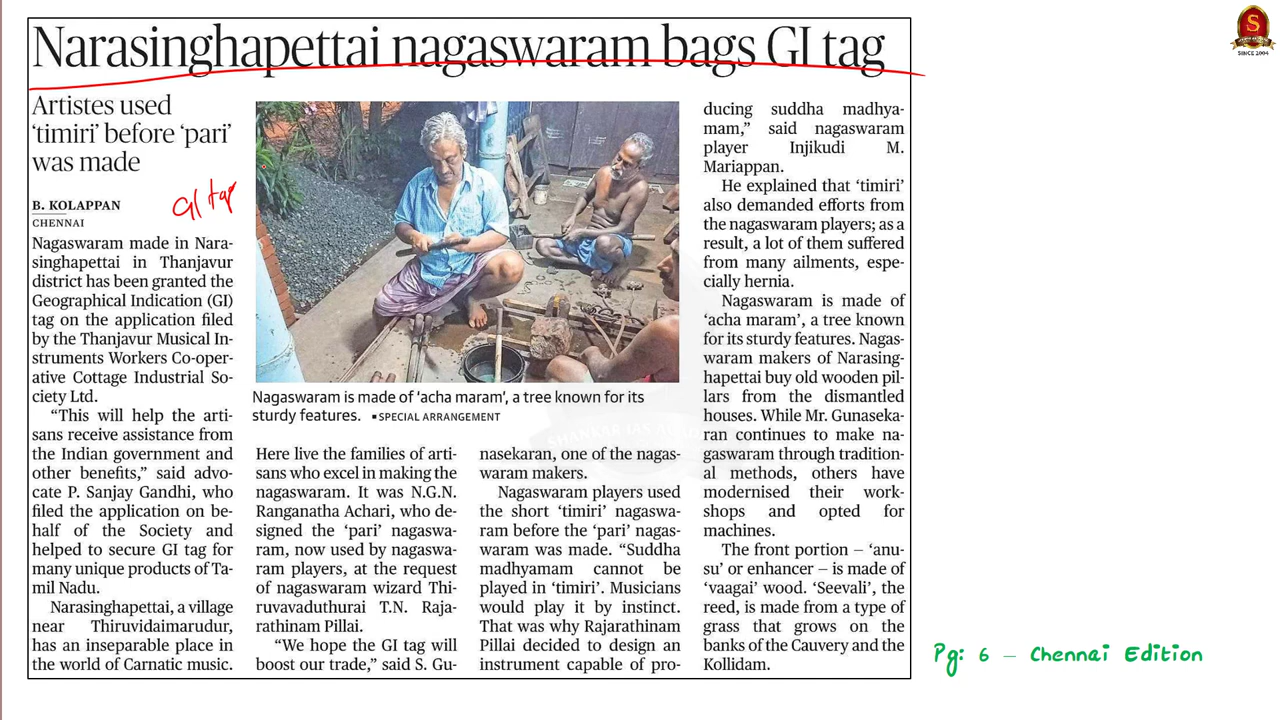 Narasinghapettai nagaswaram bags GI tag
Artistes used
‘timiri’ before ‘pari’
was made
B. KOLAPPAN
CHENNAI
GI tag
Nagaswaram made in Nara-
singhapettai in Thanjavur
district has been granted the
Geographical Indication (GI)
tag on the application filed
by the Thanjavur Musical In-
struments Workers Co-oper-
ative Cottage Industrial So-
ciety Ltd.
“This will help the arti-
sans receive assistance from
the Indian government and
other benefits,” said advo-
cate P. Sanjay Gandhi, who
filed the application on be-
half of the Society and
helped to secure GI tag for
many unique products of Ta-
mil Nadu.
Narasinghapettai, a village
near Thiruvidaimarudur,
has an inseparable place in
the world of Carnatic music.
Nagaswaram is made of ‘acha maram’, a tree known for its
sturdy features. ▪SPECIAL ARRANGEMENT
Here live the families of arti-
sans who excel in making the
nagaswaram. It was N.G.N.
Ranganatha Achari, who de-
signed the ‘pari’ nagaswa-
ram, now used by nagaswa-
ram players, at the request
of nagaswaram wizard Thi-
ruvavaduthurai T.N. Raja-
rathinam Pillai.
“We hope the GI tag will
boost our trade,” said S. Gu-
nasekaran, one of the nagas-
waram makers.
Nagaswaram players used
the short ‘timiri’ nagaswa-
ram before the ‘pari’ nagas-
waram was made. “Suddha
madhyamam cannot be
played in ‘timiri’. Musicians
would play it by instinct.
That was why Rajarathinam
Pillai decided to design an
instrument capable of pro-
ducing suddha madhya-
mam,” said nagaswaram
player Injikudi M.
Mariappan.
He explained that ‘timiri’
also demanded efforts from
the nagaswaram players; as a
result, a lot of them suffered
from many ailments, espe-
cially hernia.
Nagaswaram is made of
‘acha maram’, a tree known
for its sturdy features. Nagas-
waram makers of Narasing-
hapettai buy old wooden pil-
lars from the dismantled
houses. While Mr. Gunaseka-
ran continues to make na-
gaswaram through tradition-
al methods, others have
modernised their work-
shops and opted for
machines.
The front portion – ‘anu-
su’ or enhancer – is made of
‘vaagai’ wood. ‘Seevali’, the
reed, is made from a type of
grass that grows on the
banks of the Cauvery and the
Kollidam.
S
SINCE 2004
Pg: 6 – Chennai Edition